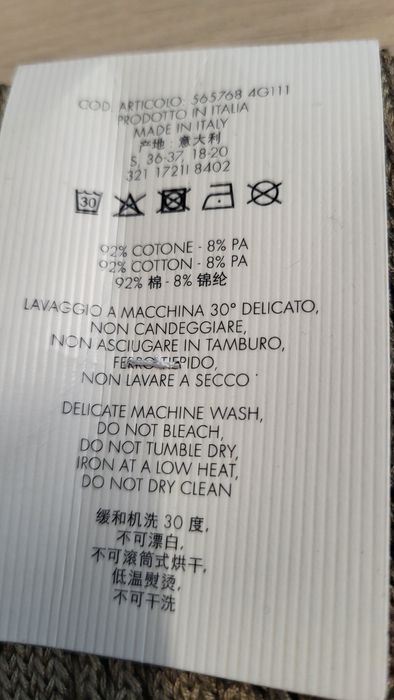 COD. ARTICOLO: 565768 4G111
PRODOTTO IN ITALIA
MADE IN ITALY
产地：意大利
S, 36-37, 18-20
321 17211 8402
30
92% COTONE - 8% PA
92% COTTON - 8% PA
92% 棉 - 8% 锦纶
LAVAGGIO A MACCHINA 30° DELICATO,
NON CANDEGGIARE,
NON ASCIUGARE IN TAMBURO,
FERRO TIEPIDO,
NON LAVARE A SECCO
DELICATE MACHINE WASH,
DO NOT BLEACH,
DO NOT TUMBLE DRY,
IRON AT A LOW HEAT,
DO NOT DRY CLEAN
缓和机洗 30 度,
不可漂白,
不可滚筒式烘干,
低温熨烫,
不可干洗